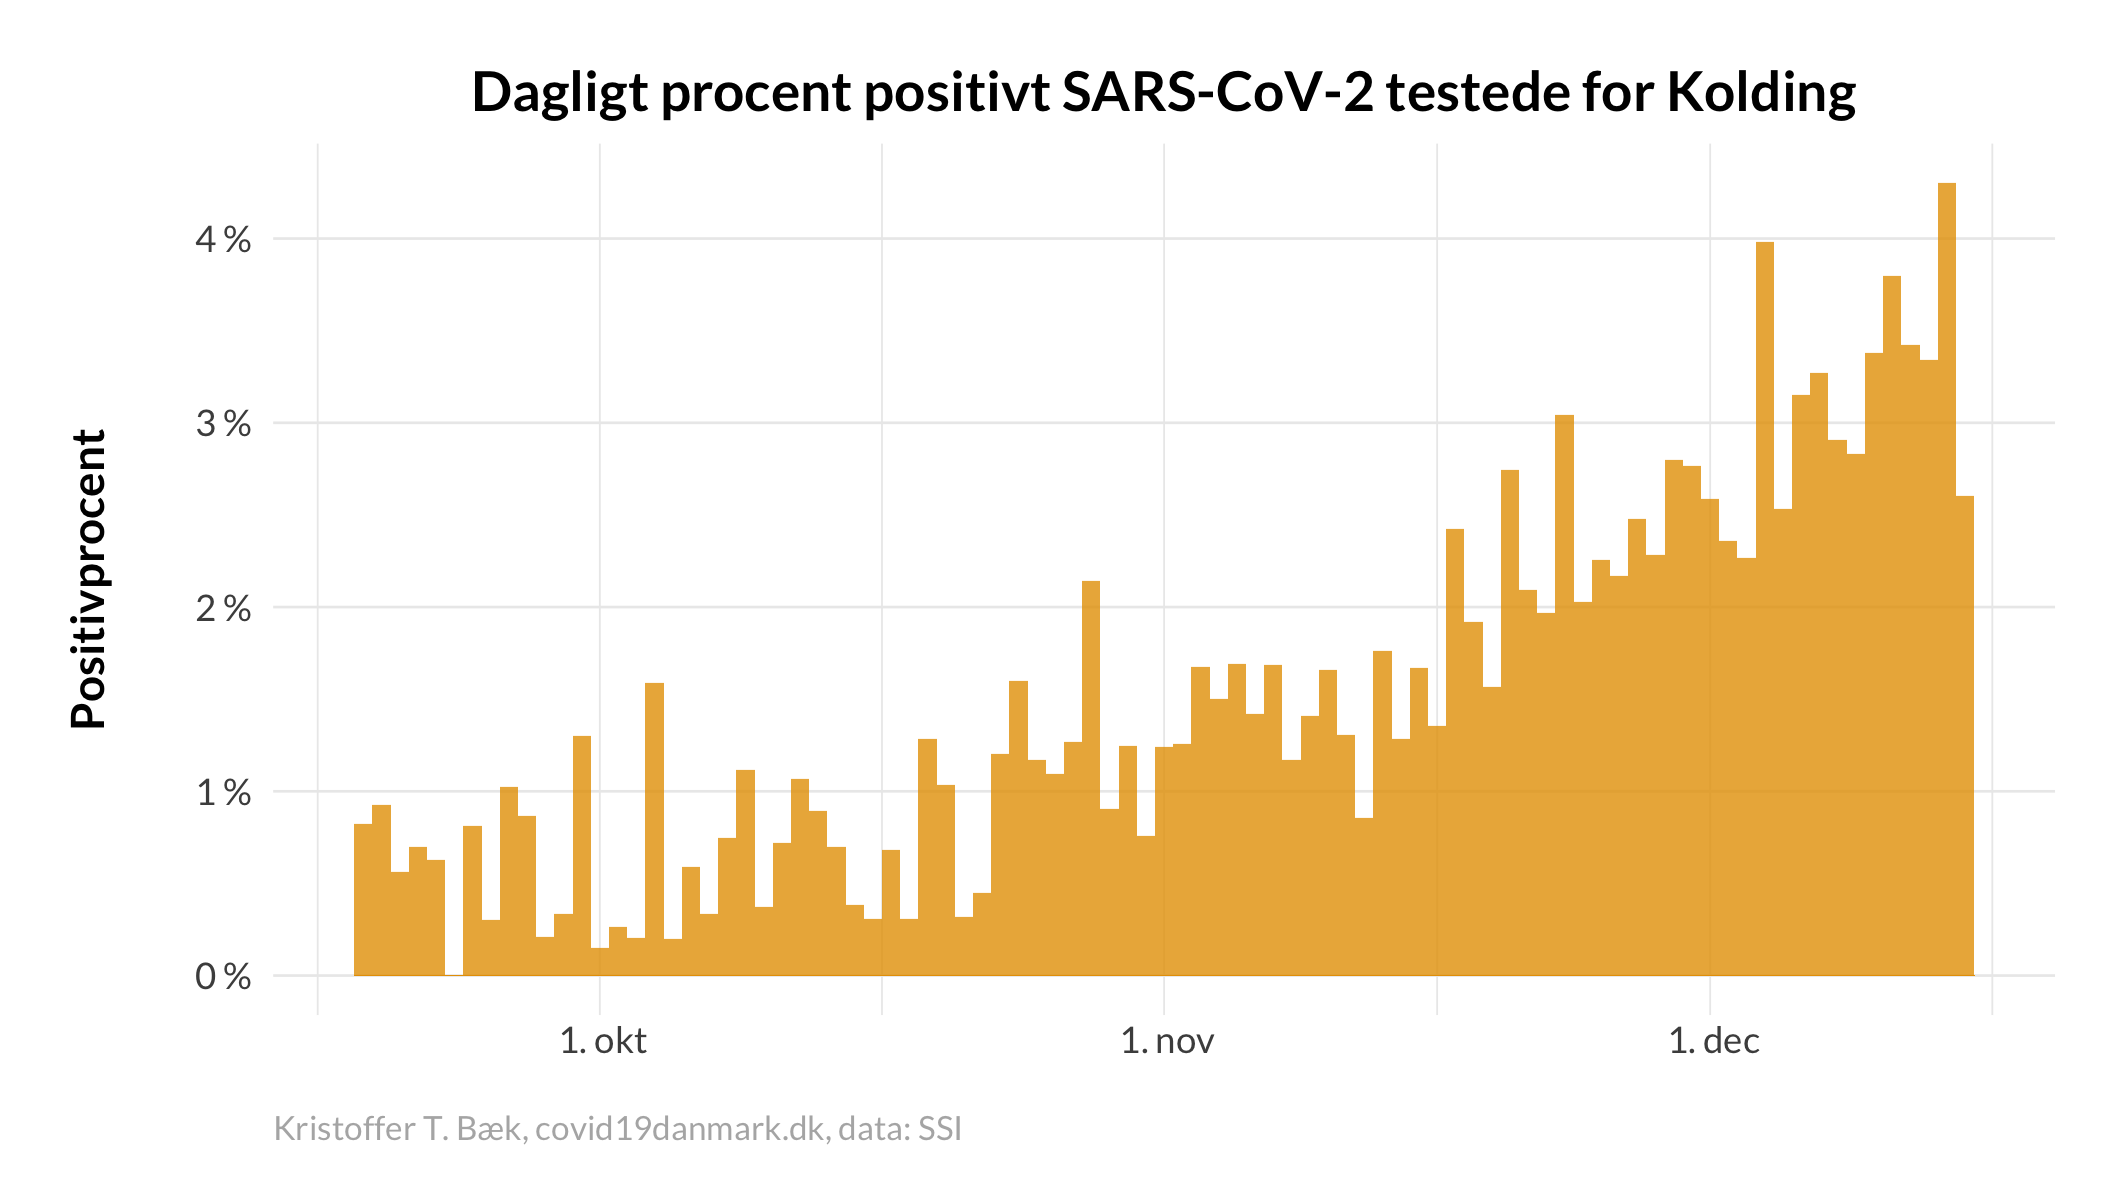 Dagligt procent positivt SARS-CoV-2 testede for Kolding
Positivprocent
4 %
3 %
2 %
1 %
0 %
1. okt
1. nov
1. dec
Kristoffer T. Bæk, covid19danmark.dk, data: SSI